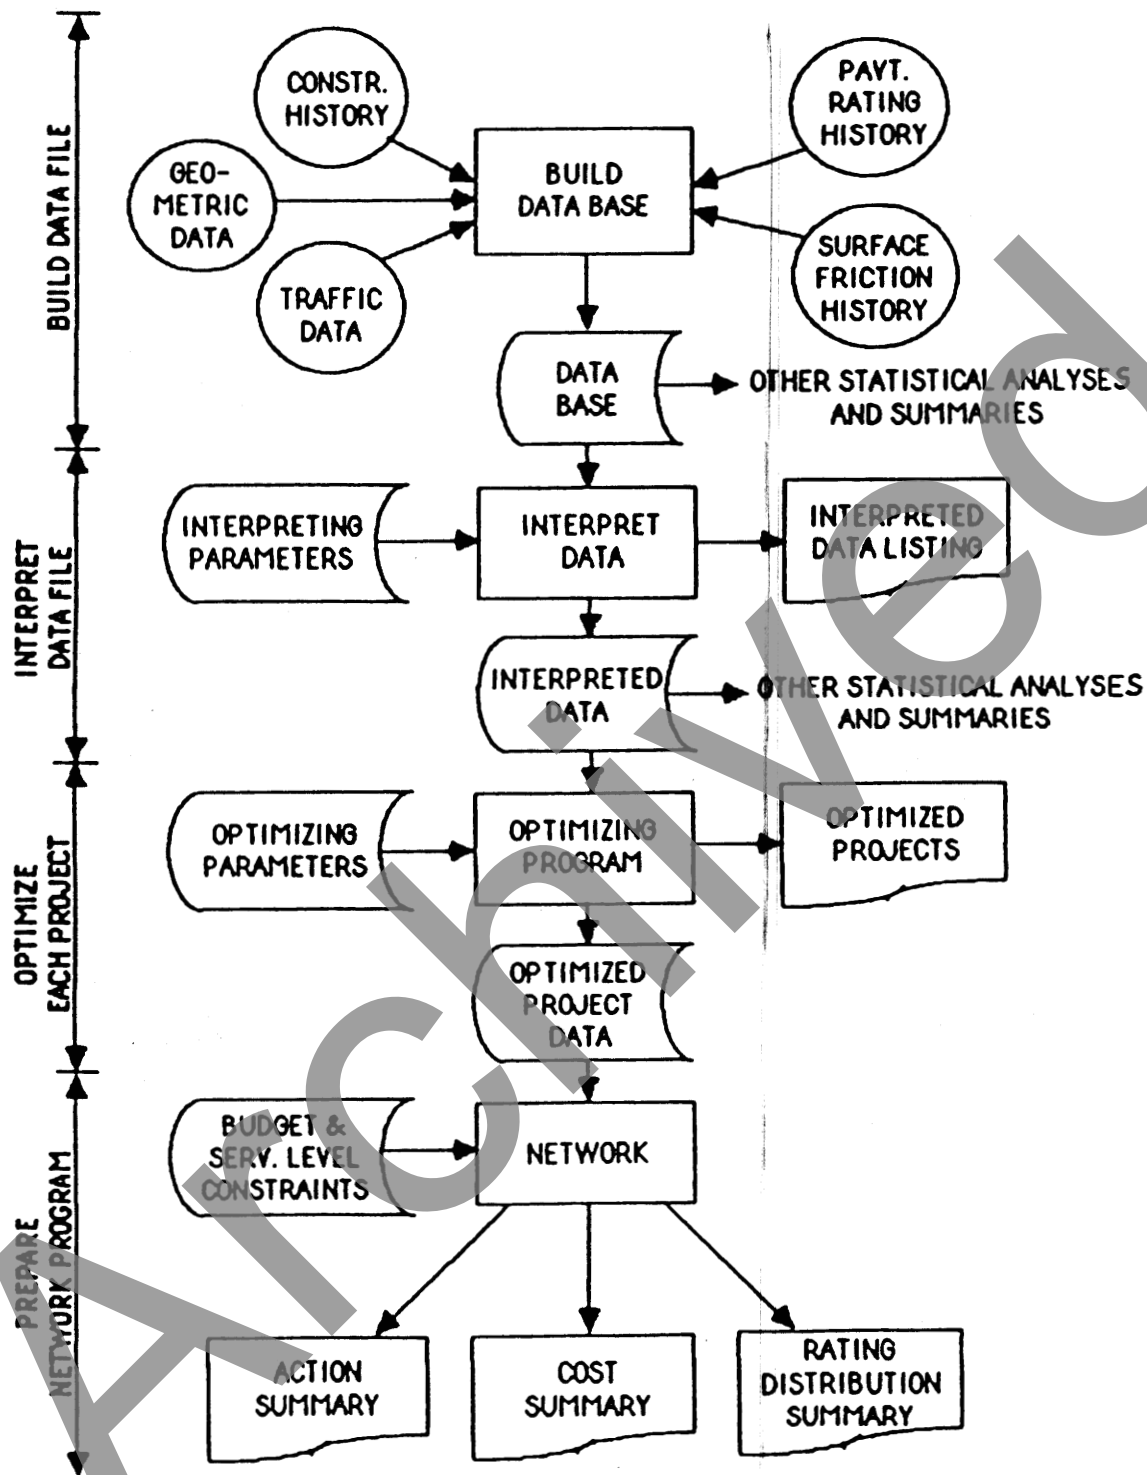 BUILD DATA FILE
CONSTR.
HISTORY
GEO-
METRIC
DATA
TRAFFIC
DATA
BUILD
DATA BASE
PAVT.
RATING
HISTORY
SURFACE
FRICTION
HISTORY
DATA
BASE
OTHER STATISTICAL ANALYSES
AND SUMMARIES
INTERPRET
DATA FILE
INTERPRETING
PARAMETERS
INTERPRET
DATA
INTERPRETED
DATA LISTING
INTERPRETED
DATA
OTHER STATISTICAL ANALYSES
AND SUMMARIES
OPTIMIZE
EACH PROJECT
OPTIMIZING
PARAMETERS
OPTIMIZING
PROGRAM
OPTIMIZED
PROJECTS
OPTIMIZED
PROJECT
DATA
PREPARE
NETWORK PROGRAM
BUDGET &
SERV. LEVEL
CONSTRAINTS
NETWORK
ACTION
SUMMARY
COST
SUMMARY
RATING
DISTRIBUTION
SUMMARY
Archived